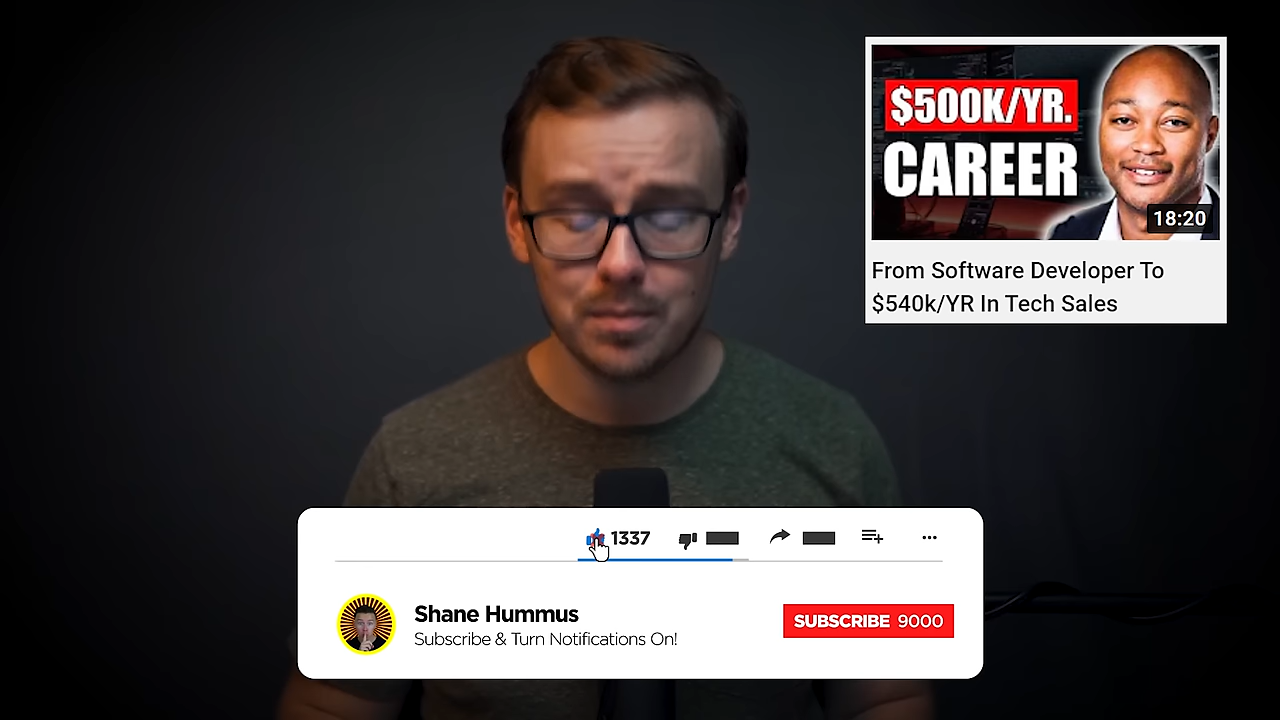 $500K/YR.
CAREER
18:20
From Software Developer To
$540k/YR In Tech Sales
1337
Shane Hummus
Subscribe & Turn Notifications On!
SUBSCRIBE 9000